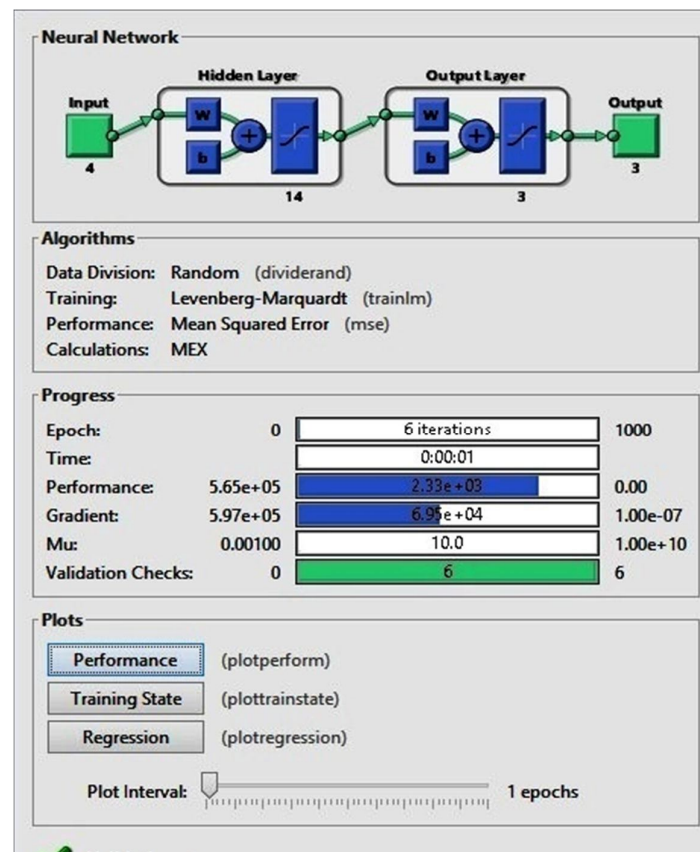 Neural Network
Hidden Layer
Output Layer
Input
Output
W
b
+
W
b
+
4
14
3
3
Algorithms
Data Division: Random (dividerand)
Training: Levenberg-Marquardt (trainlm)
Performance: Mean Squared Error (mse)
Calculations: MEX
Progress
Epoch: 0 6 iterations 1000
Time: 0:00:01
Performance: 5.65e+05 2.33e+03 0.00
Gradient: 5.97e+05 6.95e+04 1.00e-07
Mu: 0.00100 10.0 1.00e+10
Validation Checks: 0 6 6
Plots
Performance (plotperform)
Training State (plottrainstate)
Regression (plotregression)
Plot Interval: 1 epochs